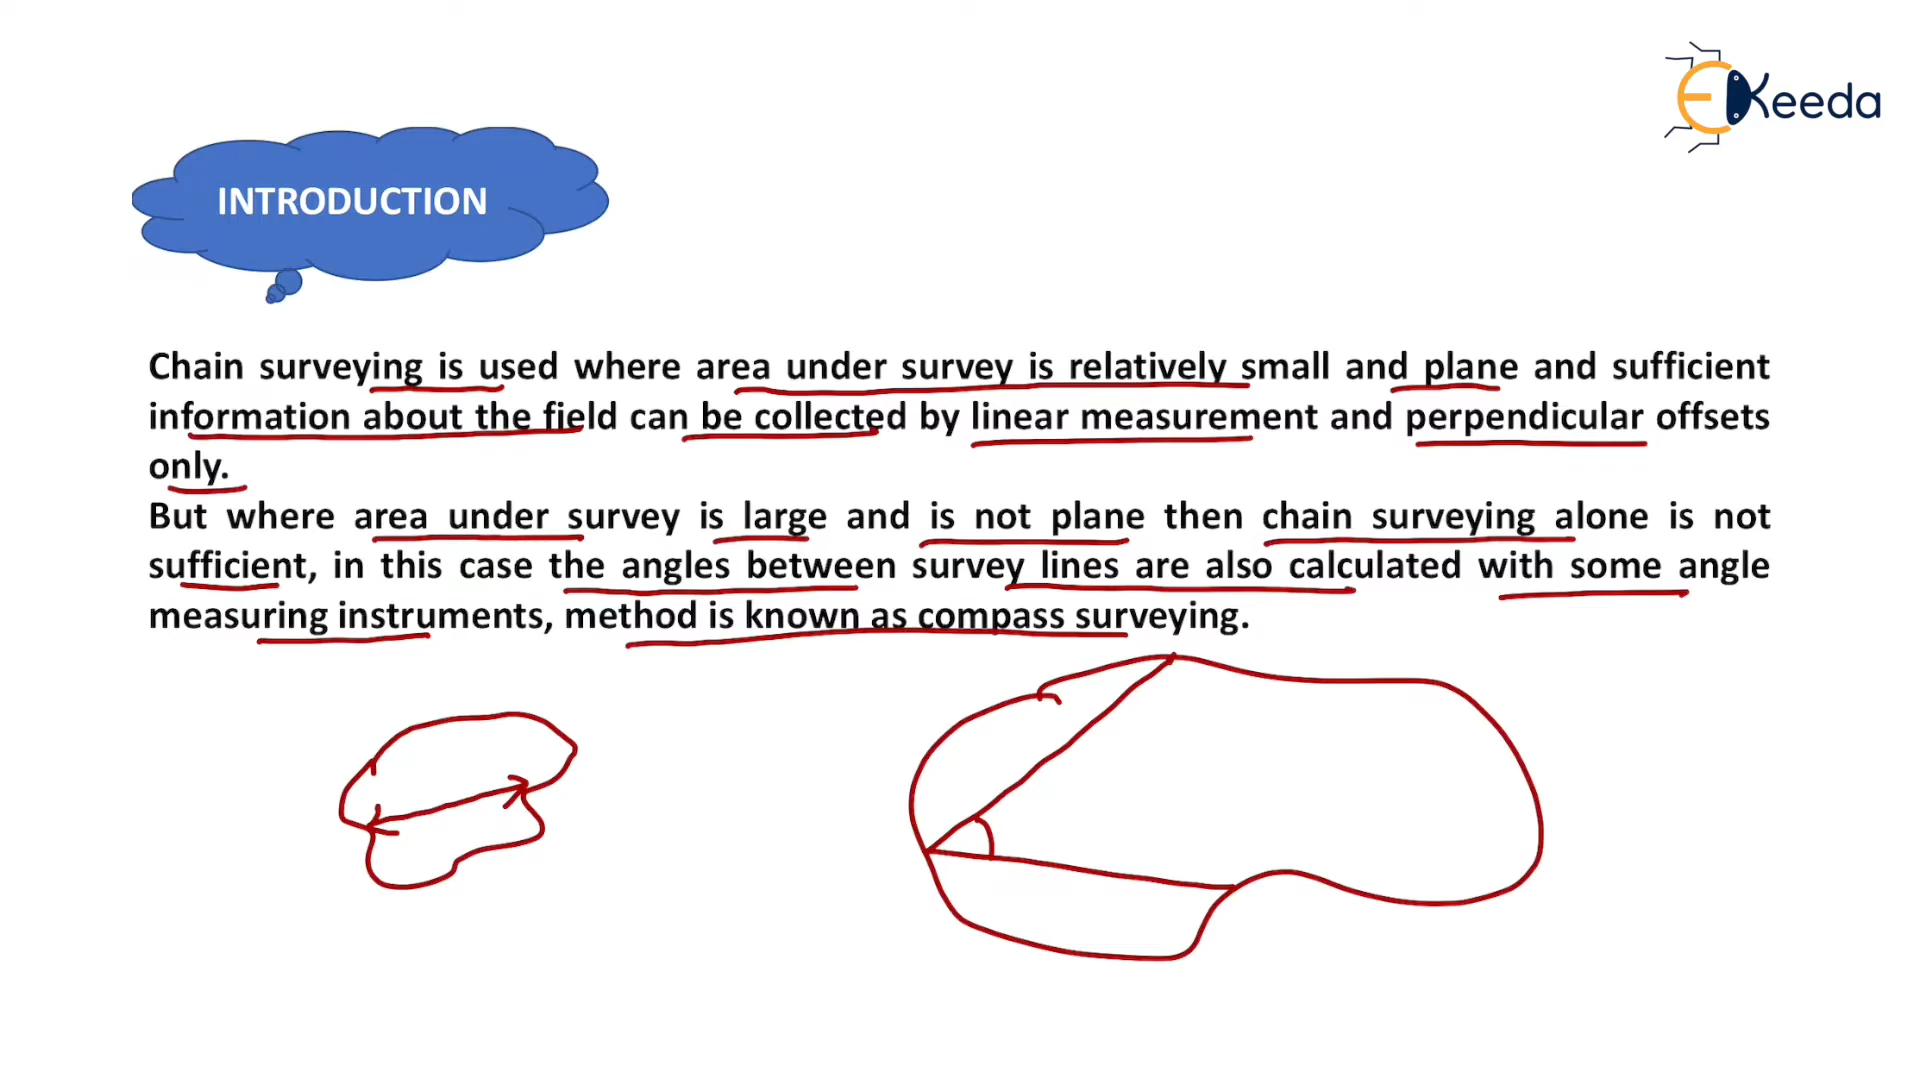 EKeeda
INTRODUCTION
Chain surveying is used where area under survey is relatively small and plane and sufficient
information about the field can be collected by linear measurement and perpendicular offsets
only.
But where area under survey is large and is not plane then chain surveying alone is not
sufficient, in this case the angles between survey lines are also calculated with some angle
measuring instruments, method is known as compass surveying.